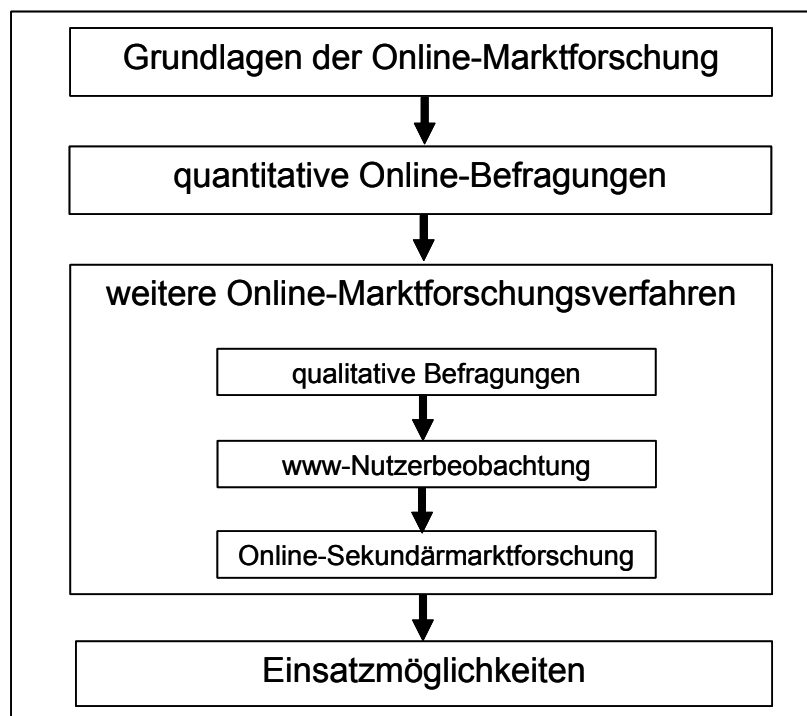 Grundlagen der Online-Marktforschung
quantitative Online-Befragungen
weitere Online-Marktforschungsverfahren
qualitative Befragungen
www-Nutzerbeobachtung
Online-Sekundärmarktforschung
Einsatzmöglichkeiten